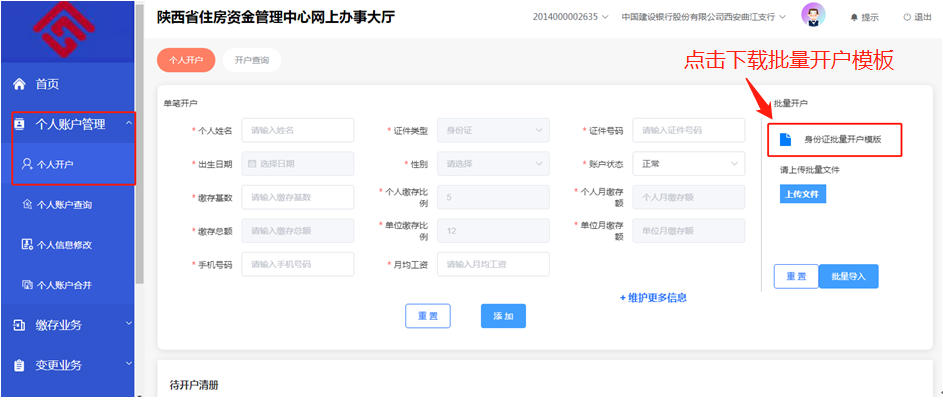 陕西省住房资金管理中心网上办事大厅
2014000002635
中国建设银行股份有限公司西安曲江支行
提示
退出
首页
个人账户管理
个人开户
个人账户查询
个人信息修改
个人账户合并
缴存业务
变更业务
个人开户
开户查询
点击下载批量开户模板
单笔开户
* 个人姓名
请输入姓名
* 证件类型
身份证
* 证件号码
请输入证件号码
* 出生日期
选择日期
* 性别
请选择
* 账户状态
正常
* 缴存基数
请输入缴存基数
* 个人缴存比
例
5
* 个人月缴存
额
个人月缴存额
* 缴存总额
请输入缴存总额
* 单位缴存比
例
12
* 单位月缴存
额
单位月缴存额
* 手机号码
请输入手机号码
* 月均工资
请输入月均工资
+ 维护更多信息
重 置
添 加
批量开户
身份证批量开户模版
请上传批量文件
上传文件
重 置
批量导入
待开户清册